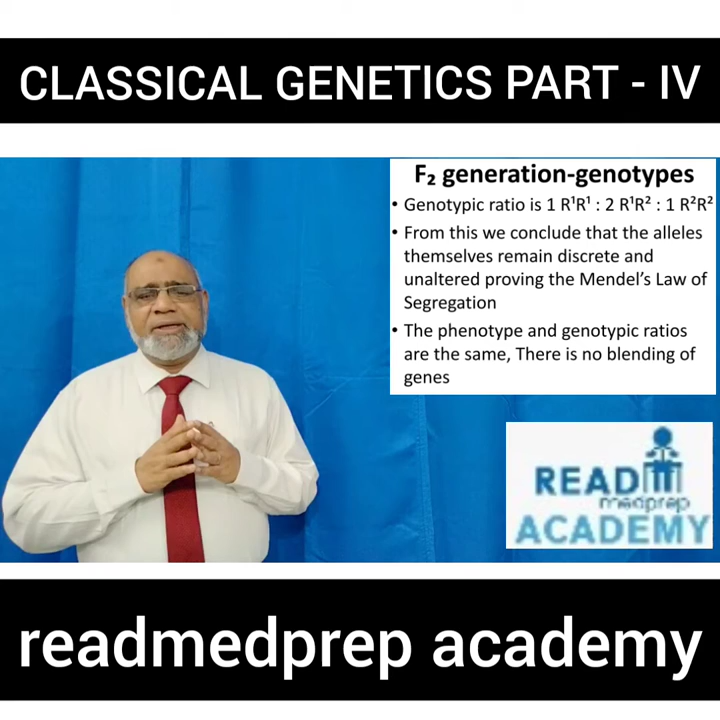 CLASSICAL GENETICS PART - IV
F₂ generation-genotypes
• Genotypic ratio is 1 R¹R¹ : 2 R¹R² : 1 R²R²
• From this we conclude that the alleles
themselves remain discrete and
unaltered proving the Mendel's Law of
Segregation
• The phenotype and genotypic ratios
are the same, There is no blending of
genes
READ
medprep
ACADEMY
readmedprep academy